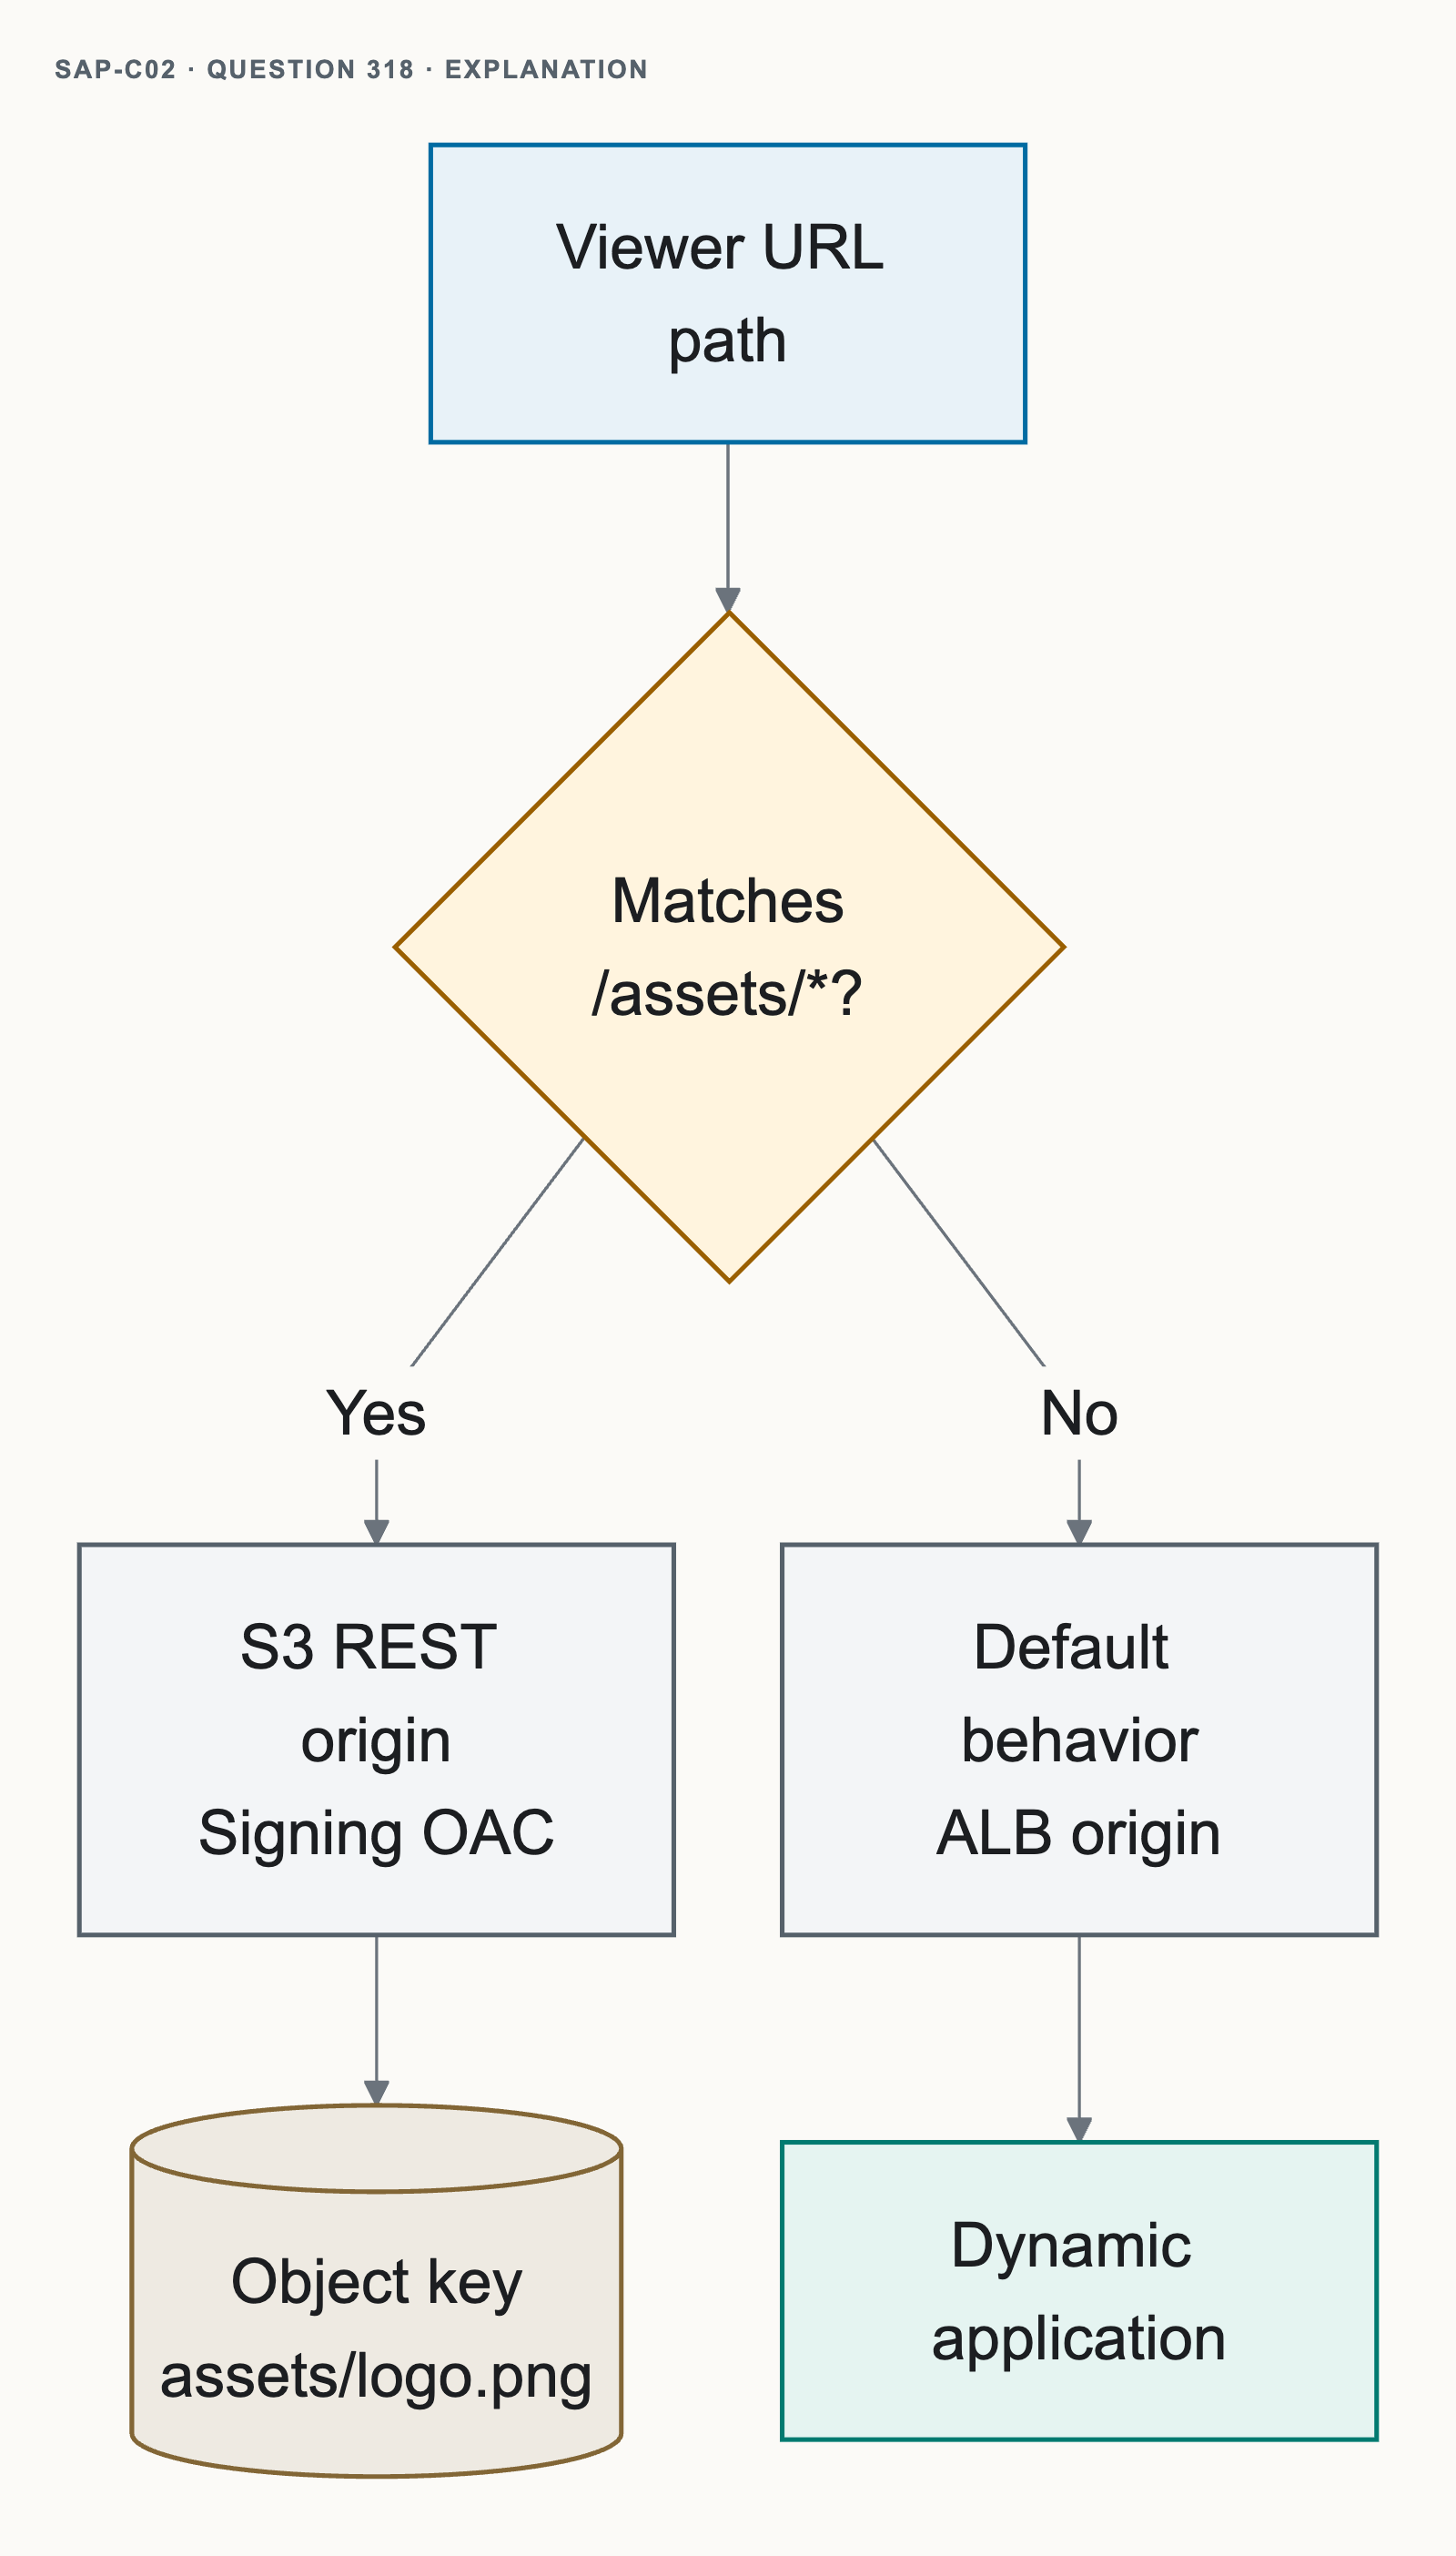 SAP-C02 · QUESTION 318 · EXPLANATION
Viewer URL
path
Matches
/assets/*?
Yes
No
S3 REST
origin
Signing OAC
Default
behavior
ALB origin
Object key
assets/logo.png
Dynamic
application